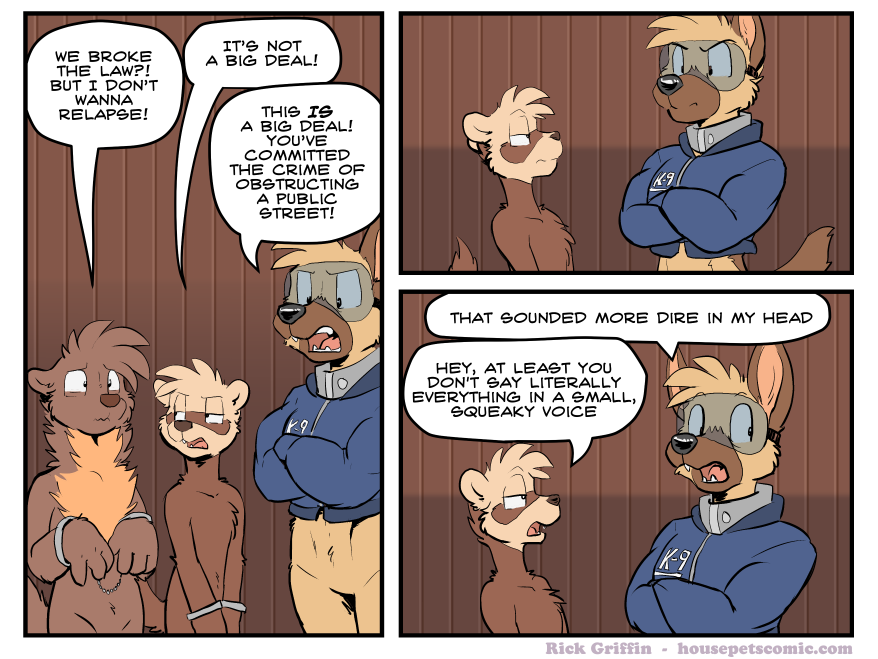 WE BROKE
THE LAW?!
BUT I DON'T
WANNA
RELAPSE!
IT'S NOT
A BIG DEAL!
THIS IS
A BIG DEAL!
YOU'VE
COMMITTED
THE CRIME OF
OBSTRUCTING
A PUBLIC
STREET!
K-9
K-9
THAT SOUNDED MORE DIRE IN MY HEAD
HEY, AT LEAST YOU
DON'T SAY LITERALLY
EVERYTHING IN A SMALL,
SQUEAKY VOICE
K-9
Rick Griffin - housepetscomic.com